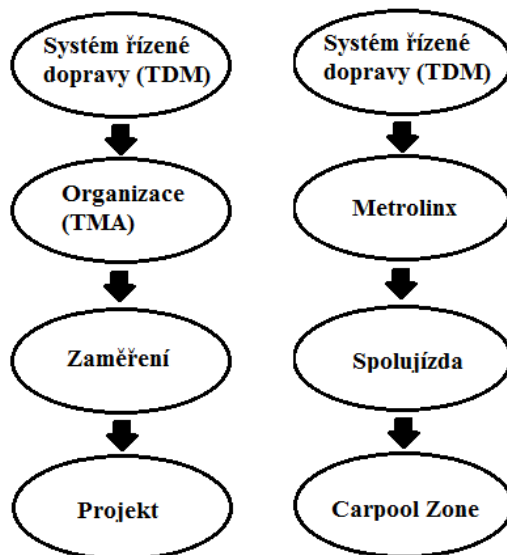 Systém řízené
dopravy (TDM)
Organizace
(TMA)
Zaměření
Projekt
Systém řízené
dopravy (TDM)
Metrolinx
Spolujízda
Carpool Zone